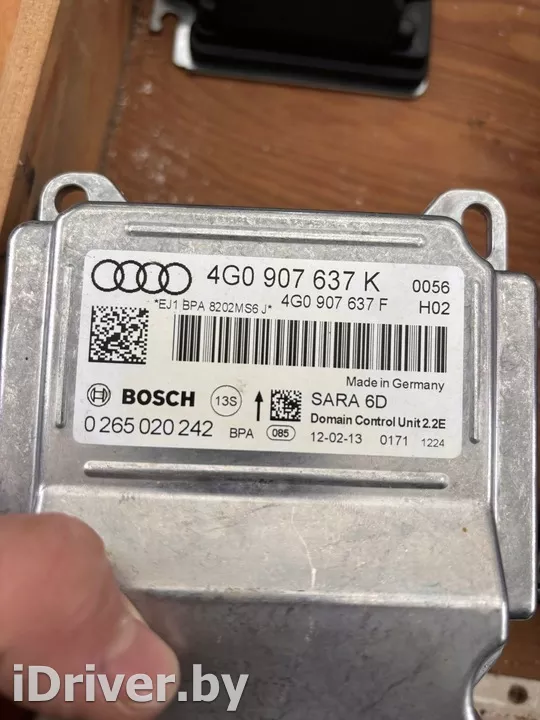 4G0 907 637 K 0056
*EJ1 BPA 8202MS6 J* 4G0 907 637 F H02
Made in Germany
BOSCH 13S SARA 6D
Domain Control Unit 2.2E
0 265 020 242 BPA 085 12-02-13 0171 1224
iDriver.by